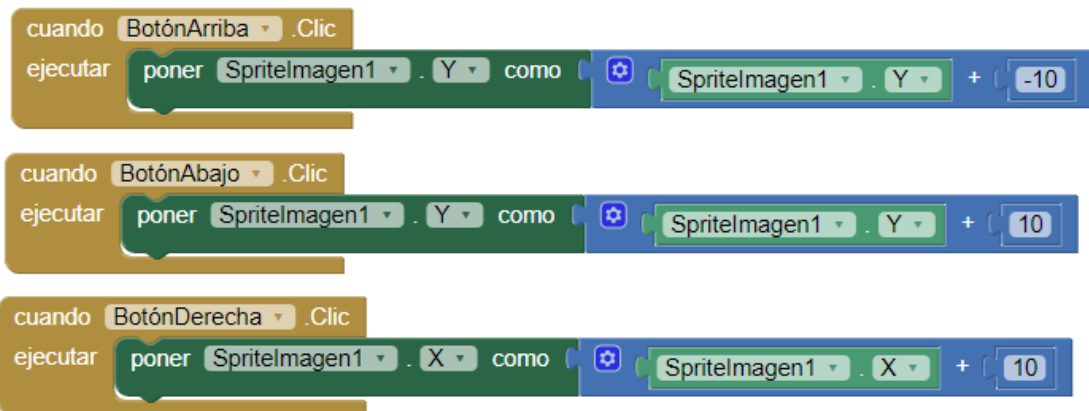 cuando BotónArriba .Clic
ejecutar poner SpriteImagen1 . Y como SpriteImagen1 . Y + -10
cuando BotónAbajo .Clic
ejecutar poner SpriteImagen1 . Y como SpriteImagen1 . Y + 10
cuando BotónDerecha .Clic
ejecutar poner SpriteImagen1 . X como SpriteImagen1 . X + 10